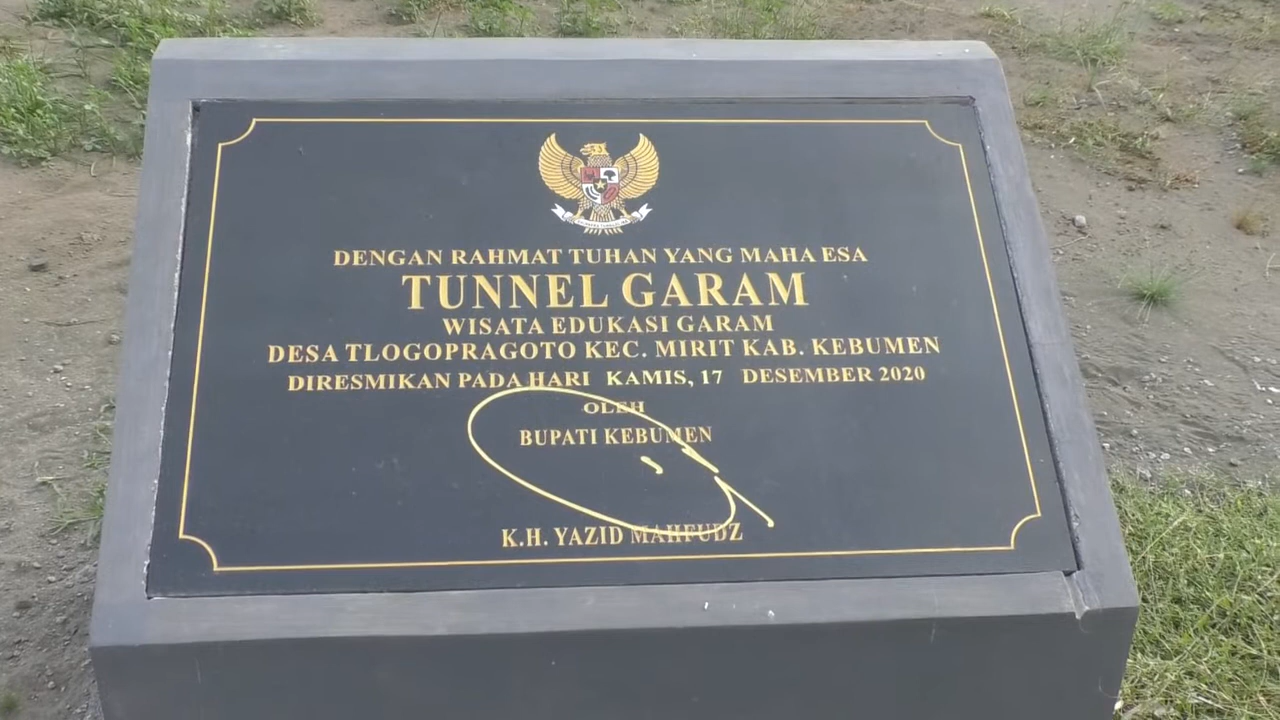 DENGAN RAHMAT TUHAN YANG MAHA ESA
TUNNEL GARAM
WISATA EDUKASI GARAM
DESA TLOGOPRAGOTO KEC. MIRIT KAB. KEBUMEN
DIRESMIKAN PADA HARI KAMIS, 17 DESEMBER 2020
OLEH
BUPATI KEBUMEN
K.H. YAZID MAHFUDZ